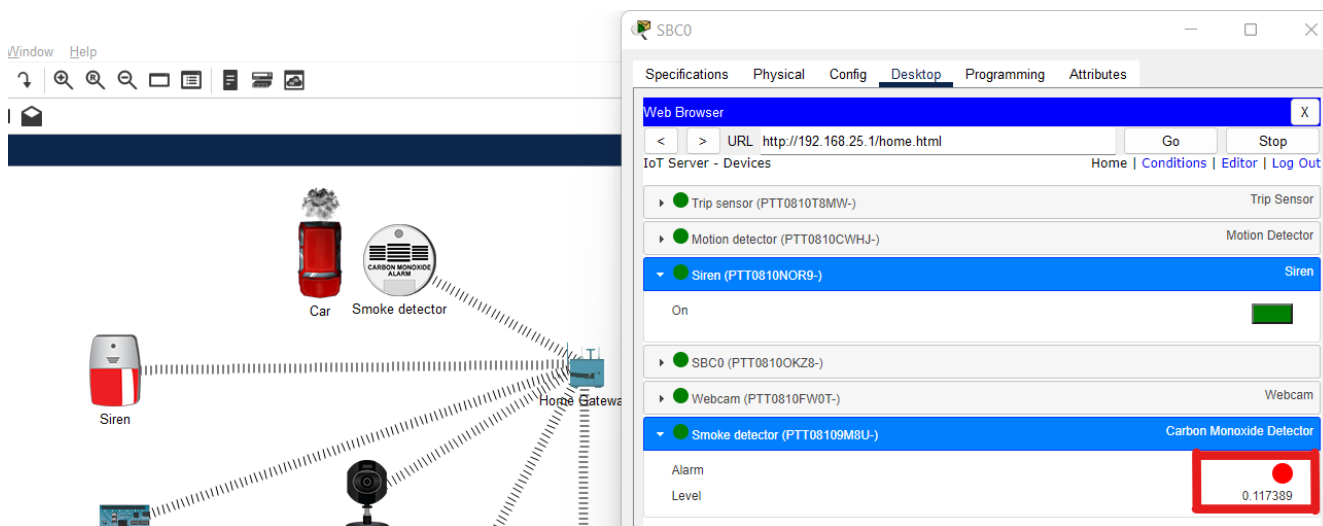 Window Help
CARBON MONOXIDE
ALARM
Car
Smoke detector
Siren
Home Gatewa
SBC0
Specifications Physical Config Desktop Programming Attributes
Web Browser X
< > URL http://192.168.25.1/home.html Go Stop
IoT Server - Devices Home | Conditions | Editor | Log Out
Trip sensor (PTT0810T8MW-) Trip Sensor
Motion detector (PTT0810CWHJ-) Motion Detector
Siren (PTT0810NOR9-) Siren
On
SBC0 (PTT0810OKZ8-)
Webcam (PTT0810FW0T-) Webcam
Smoke detector (PTT08109M8U-) Carbon Monoxide Detector
Alarm
Level 0.117389